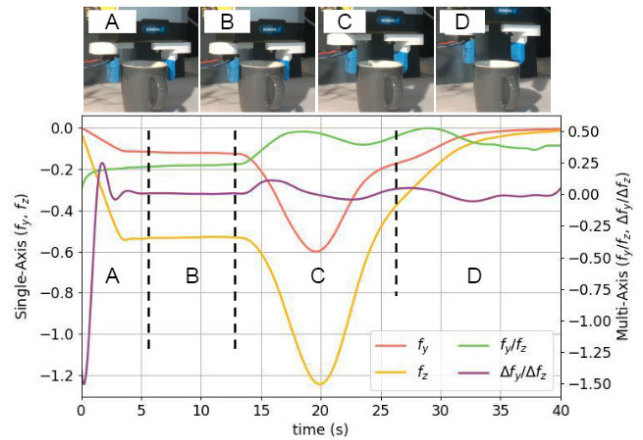 A B C D
0.0
−0.2
−0.4
−0.6
−0.8
−1.0
−1.2
Single-Axis (f_y, f_z)
0.50
0.25
0.00
−0.25
−0.50
−0.75
−1.00
−1.25
−1.50
Multi-Axis (f_y/f_z, Δf_y/Δf_z)
A B C D
f_y f_y/f_z
f_z Δf_y/Δf_z
0 5 10 15 20 25 30 35 40
time (s)